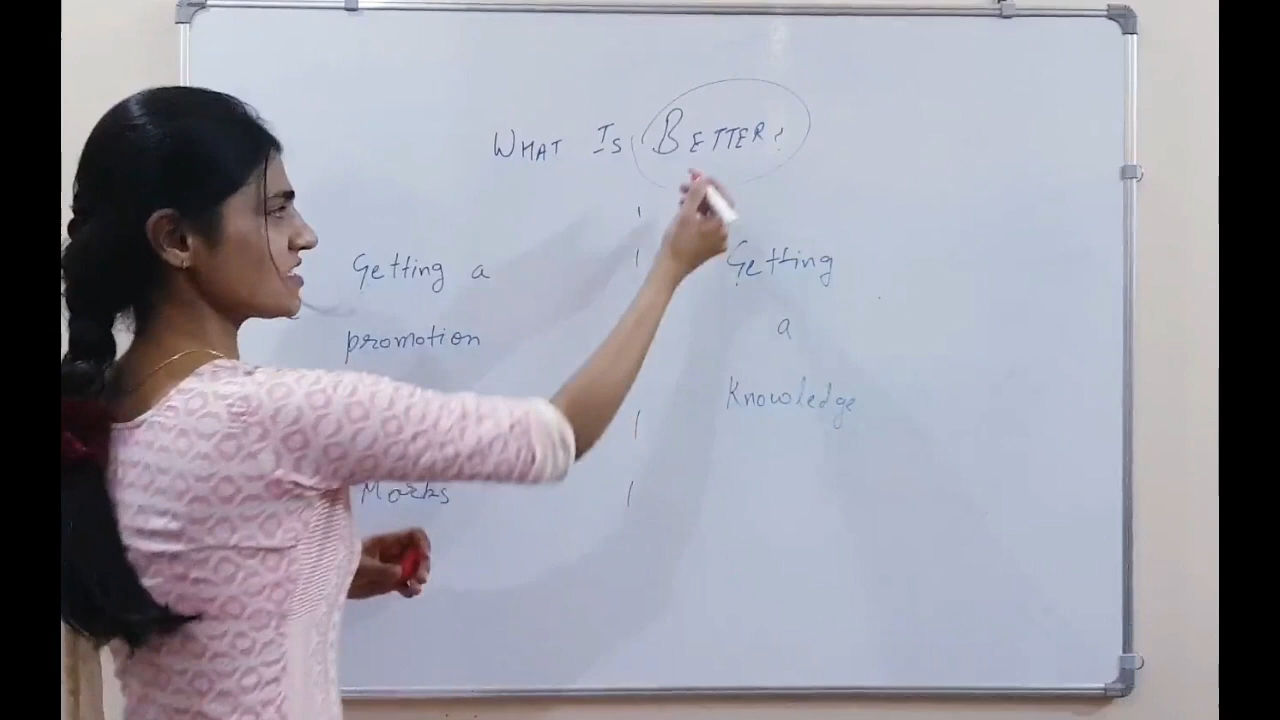 WHAT IS BETTER?
Getting a
promotion
Marks
Getting
a
Knowledge